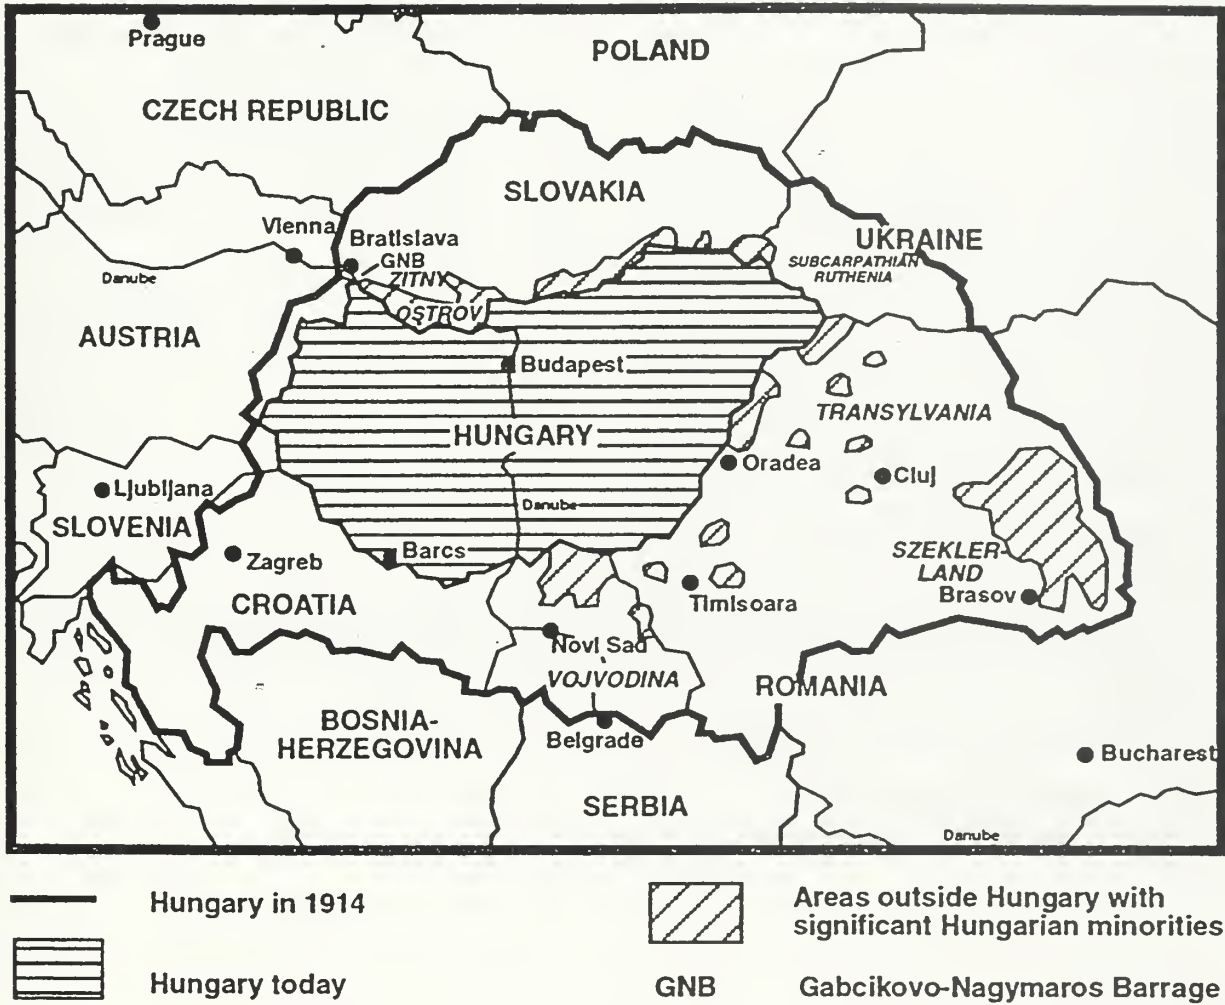 Prague
POLAND
CZECH REPUBLIC
SLOVAKIA
Vienna
Bratislava
GNB
ZITNY
OSTROV
UKRAINE
SUBCARPATHIAN
RUTHENIA
Danube
AUSTRIA
Budapest
TRANSYLVANIA
HUNGARY
Oradea
Cluj
Ljubljana
SLOVENIA
Danube
Zagreb
Barcs
SZEKLER-
LAND
Brasov
CROATIA
Timisoara
Novi Sad
VOJVODINA
ROMANIA
BOSNIA-
HERZEGOVINA
Belgrade
Bucharest
SERBIA
Danube
Hungary in 1914
Hungary today
Areas outside Hungary with
significant Hungarian minorities
GNB Gabcikovo-Nagymaros Barrage